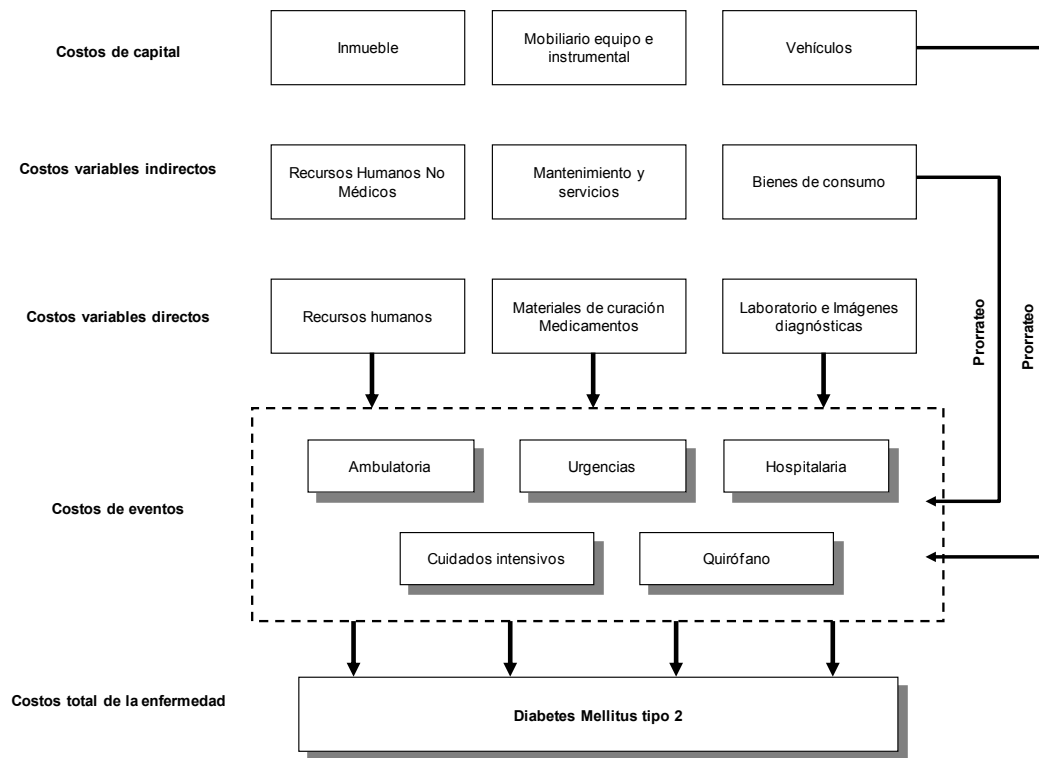 Costos de capital
Inmueble
Mobiliario equipo e
instrumental
Vehículos
Costos variables indirectos
Recursos Humanos No
Médicos
Mantenimiento y
servicios
Bienes de consumo
Costos variables directos
Recursos humanos
Materiales de curación
Medicamentos
Laboratorio e Imágenes
diagnósticas
Prorrateo
Prorrateo
Costos de eventos
Ambulatoria
Urgencias
Hospitalaria
Cuidados intensivos
Quirófano
Costos total de la enfermedad
Diabetes Mellitus tipo 2